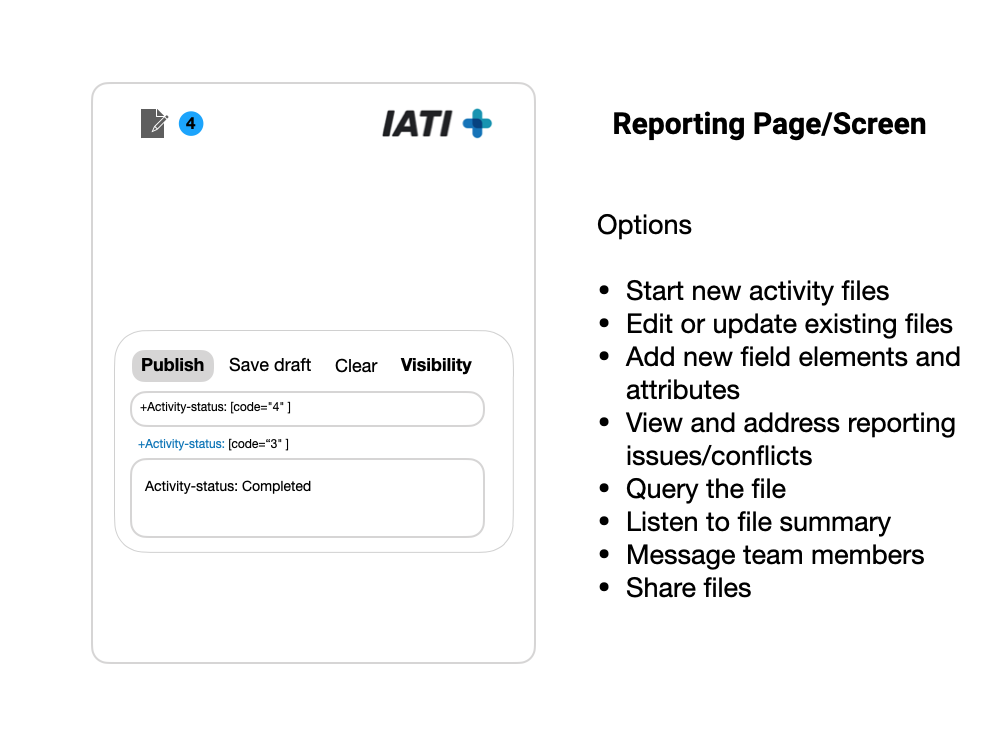 4
IATI
Reporting Page/Screen
Options
• Start new activity files
• Edit or update existing files
• Add new field elements and
attributes
• View and address reporting
issues/conflicts
• Query the file
• Listen to file summary
• Message team members
• Share files
Publish Save draft Clear Visibility
+Activity-status: [code="4" ]
+Activity-status: [code=“3" ]
Activity-status: Completed